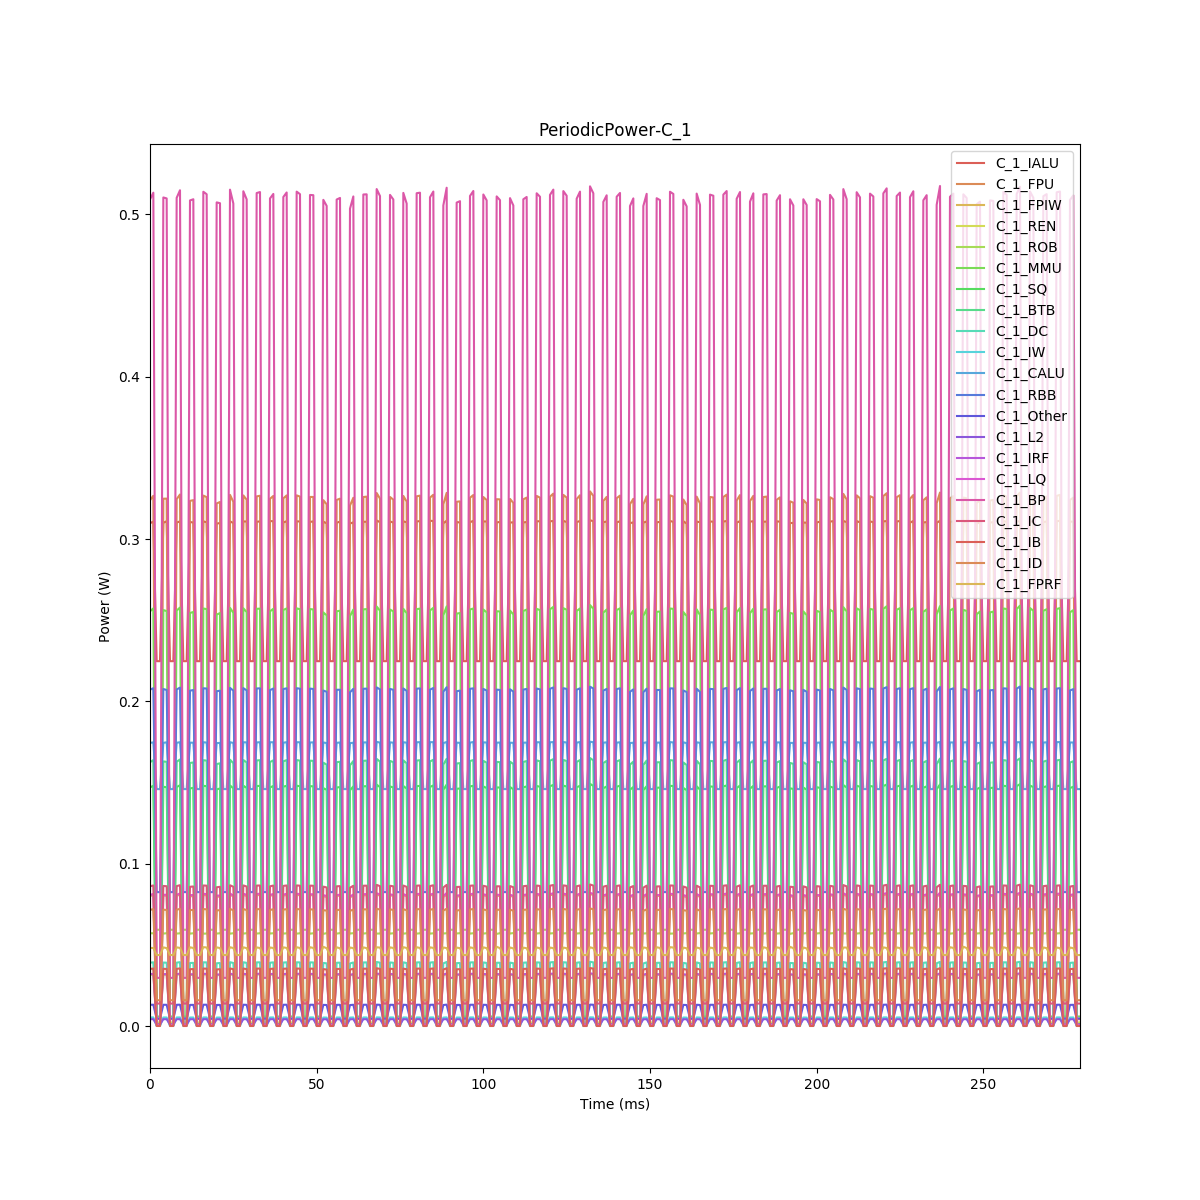 PeriodicPower-C_1
C_1_IALU
C_1_FPU
C_1_FPIW
C_1_REN
C_1_ROB
C_1_MMU
C_1_SQ
C_1_BTB
C_1_DC
C_1_IW
C_1_CALU
C_1_RBB
C_1_Other
C_1_L2
C_1_IRF
C_1_LQ
C_1_BP
C_1_IC
C_1_IB
C_1_ID
C_1_FPRF
0.5
0.4
0.3
0.2
0.1
0.0
Power (W)
0 50 100 150 200 250
Time (ms)